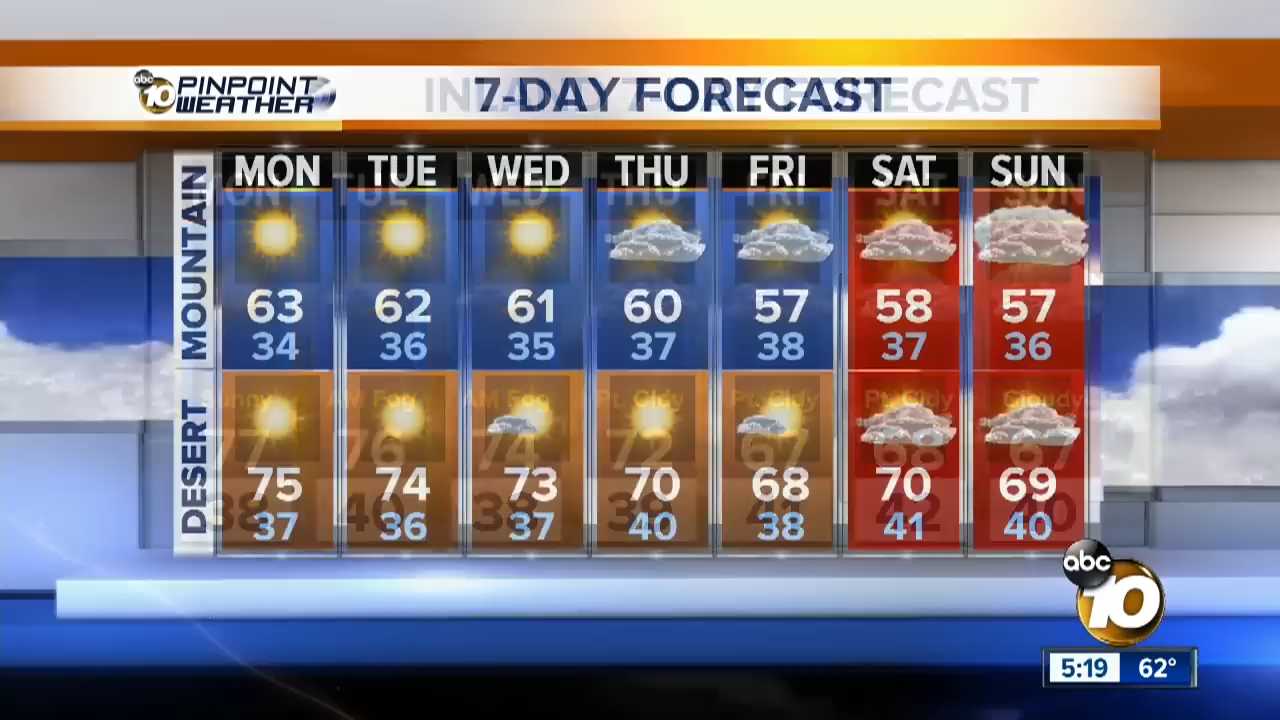 abc
10 PINPOINT
WEATHER
7-DAY FORECAST
MON TUE WED THU FRI SAT SUN
MOUNTAIN
63 62 61 60 57 58 57
34 36 35 37 38 37 36
DESERT
75 74 73 70 68 70 69
37 36 37 40 38 41 40
abc
10
5:19 62°